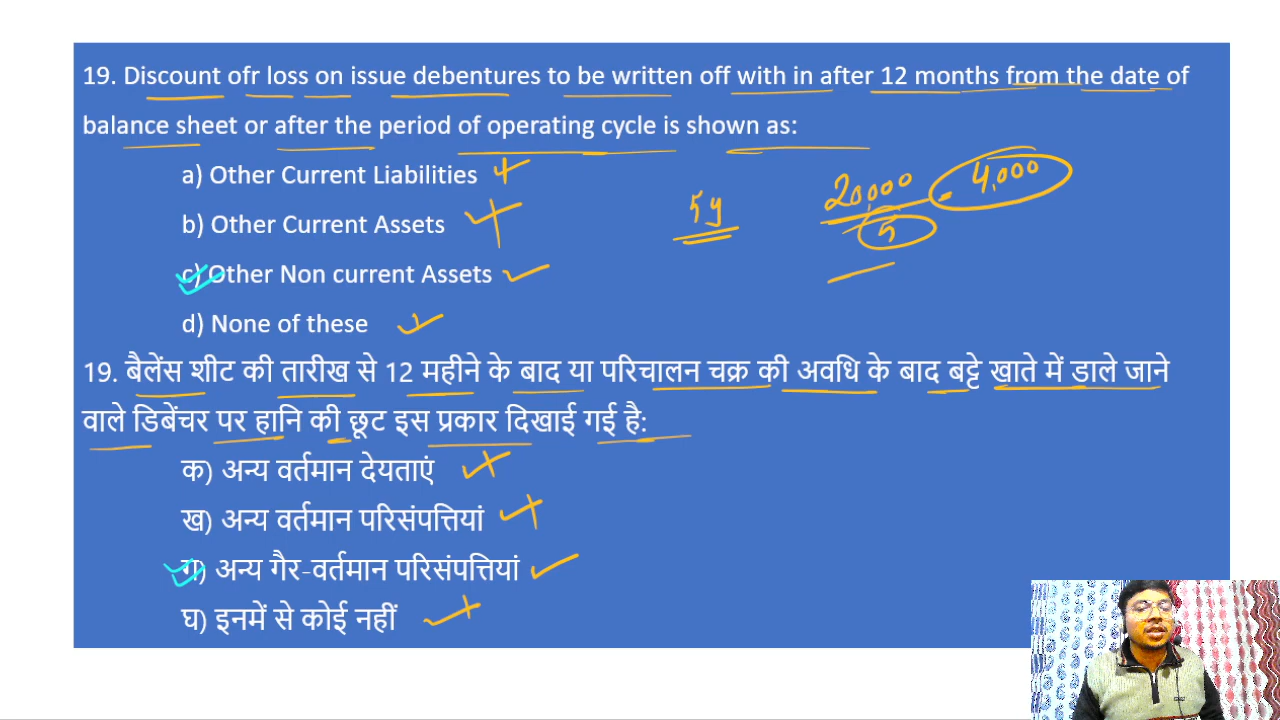 19. Discount ofr loss on issue debentures to be written off with in after 12 months from the date of
balance sheet or after the period of operating cycle is shown as:
a) Other Current Liabilities
b) Other Current Assets
c) Other Non current Assets
d) None of these
5 y
20,000
4,000
5
19. बैलेंस शीट की तारीख से 12 महीने के बाद या परिचालन चक्र की अवधि के बाद बट्टे खाते में डाले जाने
वाले डिबेंचर पर हानि की छूट इस प्रकार दिखाई गई है:
क) अन्य वर्तमान देयताएं
ख) अन्य वर्तमान परिसंपत्तियां
ग) अन्य गैर-वर्तमान परिसंपत्तियां
घ) इनमें से कोई नहीं